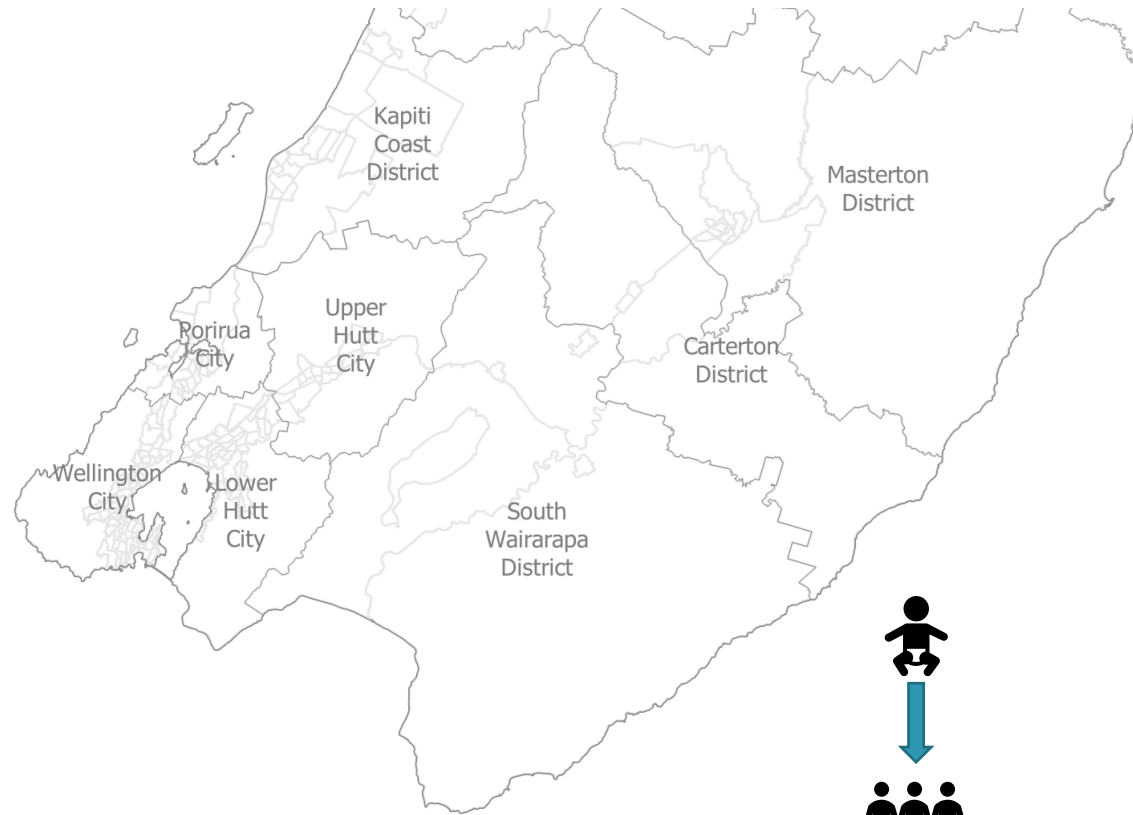 Kapiti
Coast
District
Masterton
District
Upper
Hutt
City
Porirua
City
Carterton
District
Wellington
City
Lower
Hutt
City
South
Wairarapa
District